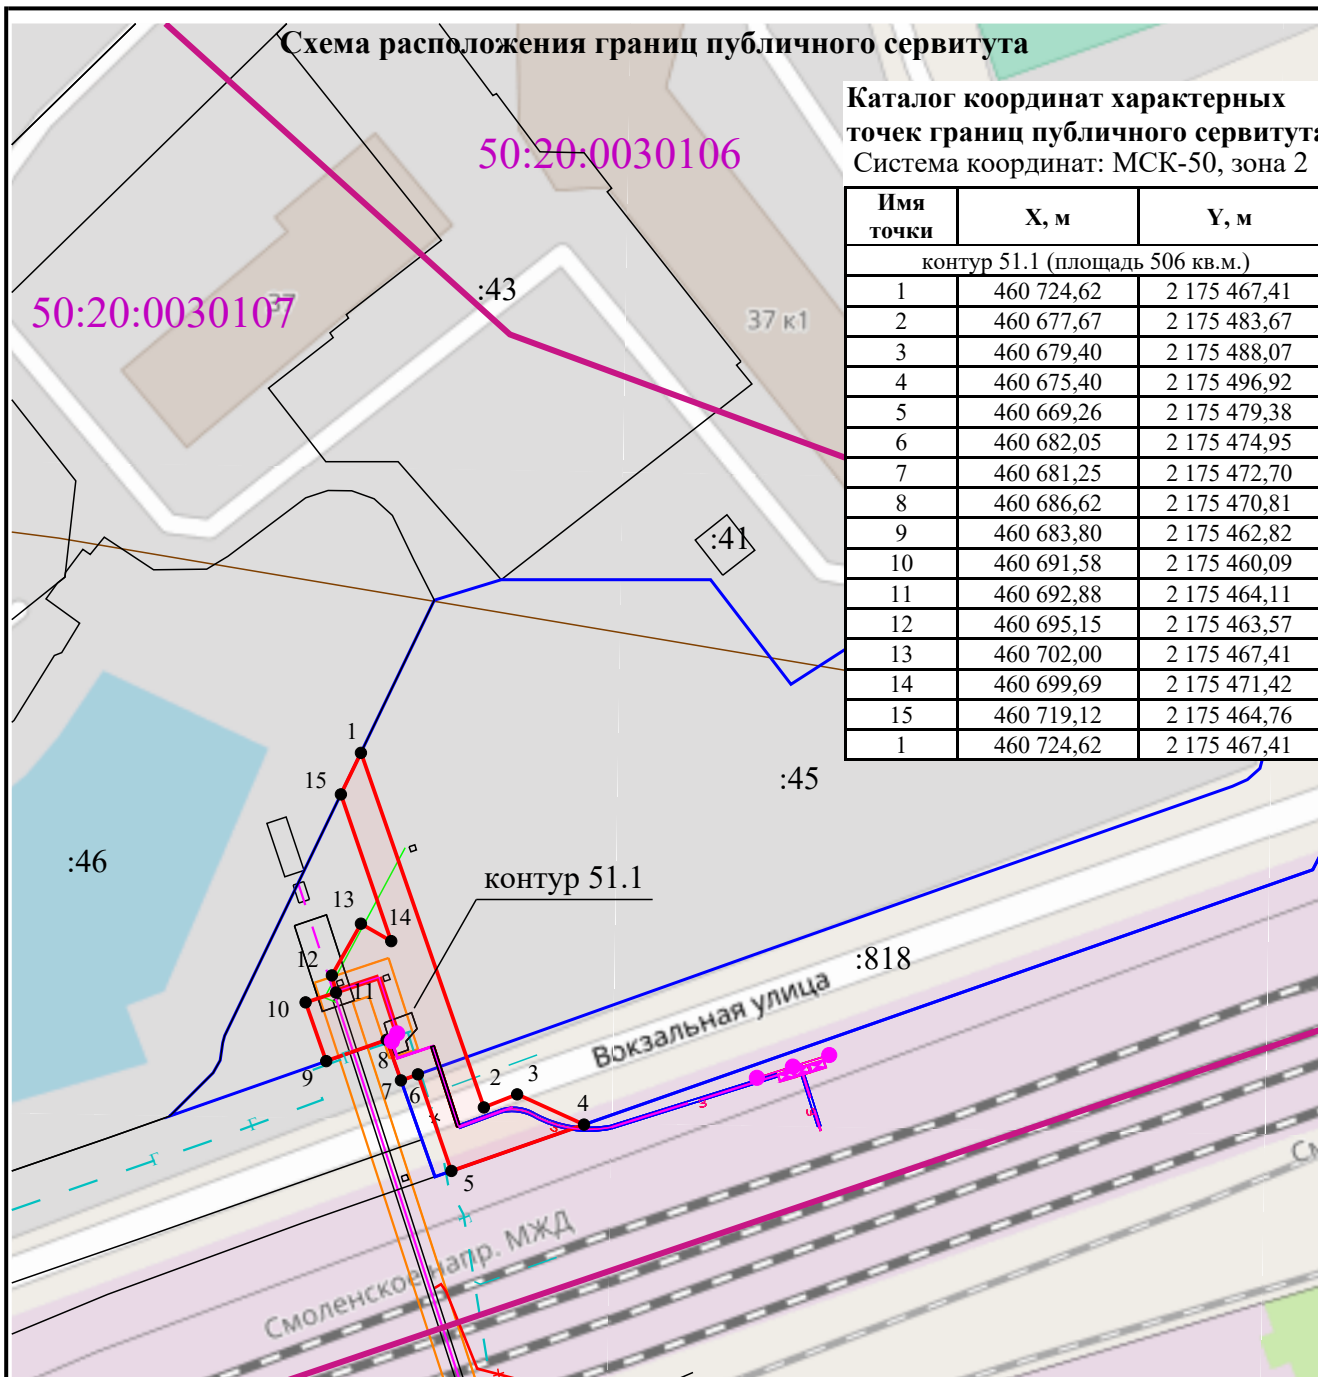 Схема расположения границ публичного сервитута
Каталог координат характерных
точек границ публичного сервитута
Система координат: МСК-50, зона 2
Имя точки X, м Y, м
контур 51.1 (площадь 506 кв.м.)
1 460 724,62 2 175 467,41
2 460 677,67 2 175 483,67
3 460 679,40 2 175 488,07
4 460 675,40 2 175 496,92
5 460 669,26 2 175 479,38
6 460 682,05 2 175 474,95
7 460 681,25 2 175 472,70
8 460 686,62 2 175 470,81
9 460 683,80 2 175 462,82
10 460 691,58 2 175 460,09
11 460 692,88 2 175 464,11
12 460 695,15 2 175 463,57
13 460 702,00 2 175 467,41
14 460 699,69 2 175 471,42
15 460 719,12 2 175 464,76
1 460 724,62 2 175 467,41
50:20:0030106
:43
50:20:0030107
37
37 к1
:41
1
15
:45
:46
контур 51.1
13
14
12
:818
10
11
Вокзальная улица
8
9
7
6
2
3
4
5
Смоленское напр. МЖД
См